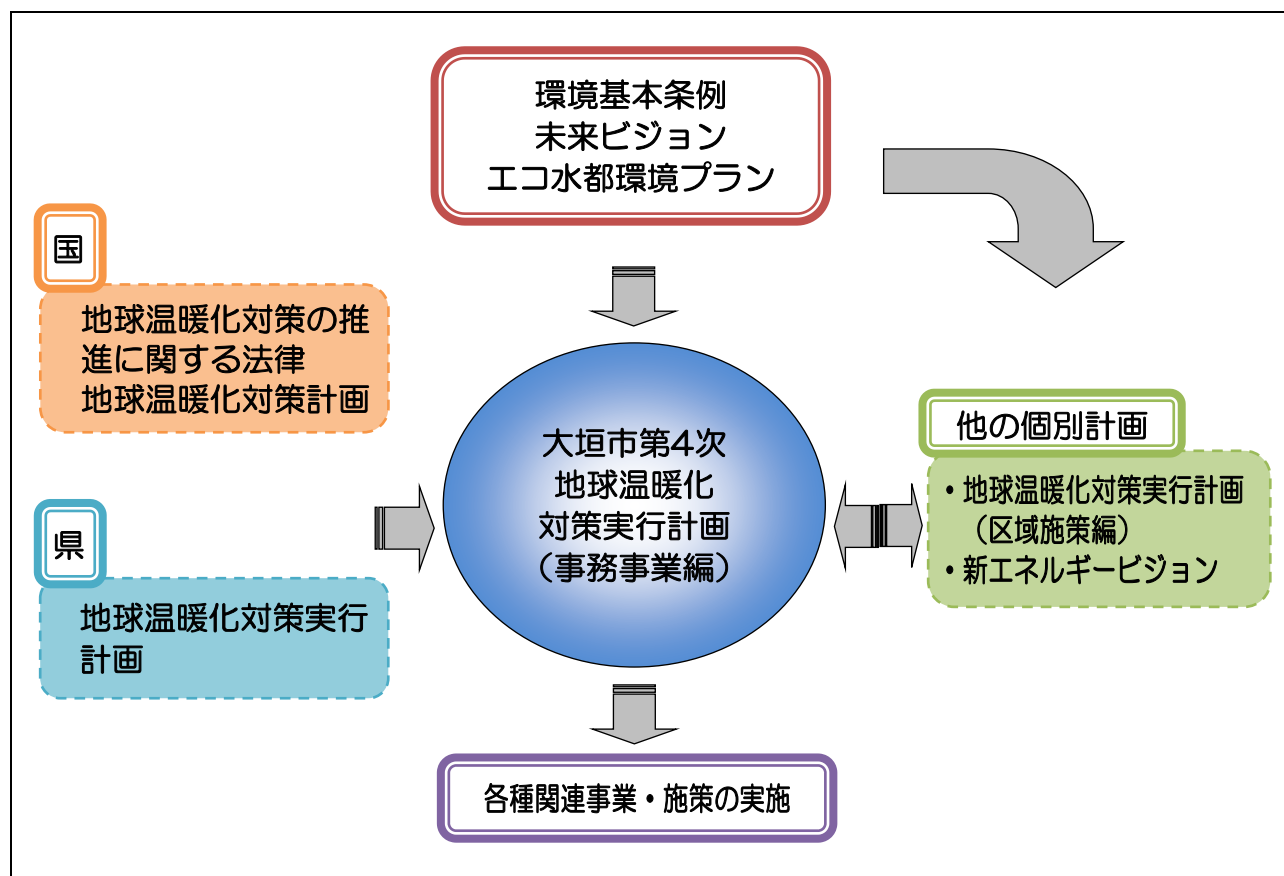 環境基本条例
未来ビジョン
エコ水都環境プラン
国
地球温暖化対策の推
進に関する法律
地球温暖化対策計画
県
地球温暖化対策実行
計画
大垣市第4次
地球温暖化
対策実行計画
（事務事業編）
他の個別計画
・地球温暖化対策実行計画
（区域施策編）
・新エネルギービジョン
各種関連事業・施策の実施